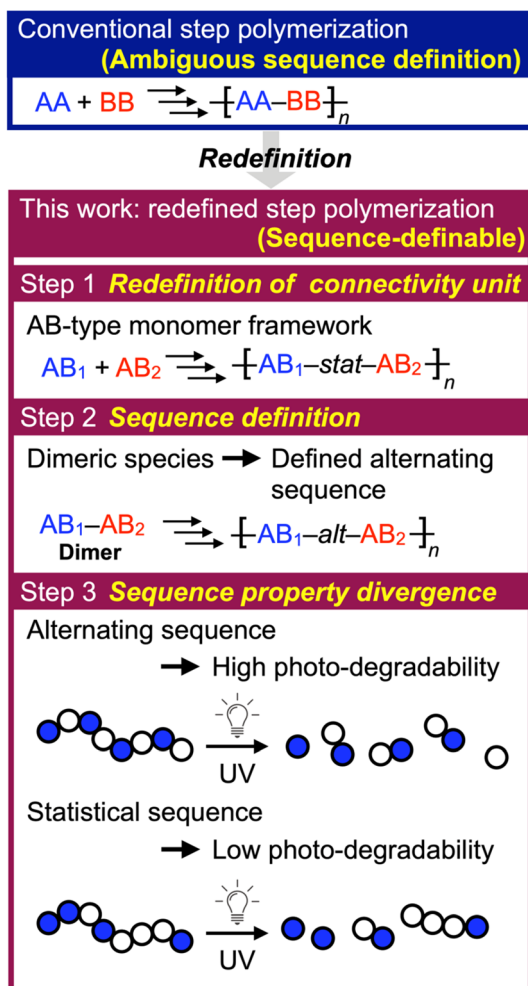 Conventional step polymerization
(Ambiguous sequence definition)
AA + BB [AA–BB]n
Redefinition
This work: redefined step polymerization
(Sequence-definable)
Step 1 Redefinition of connectivity unit
AB-type monomer framework
AB₁ + AB₂ [AB₁–stat–AB₂]n
Step 2 Sequence definition
Dimeric species → Defined alternating
sequence
AB₁–AB₂ [AB₁–alt–AB₂]n
Dimer
Step 3 Sequence property divergence
Alternating sequence
→ High photo-degradability
UV
Statistical sequence
→ Low photo-degradability
UV